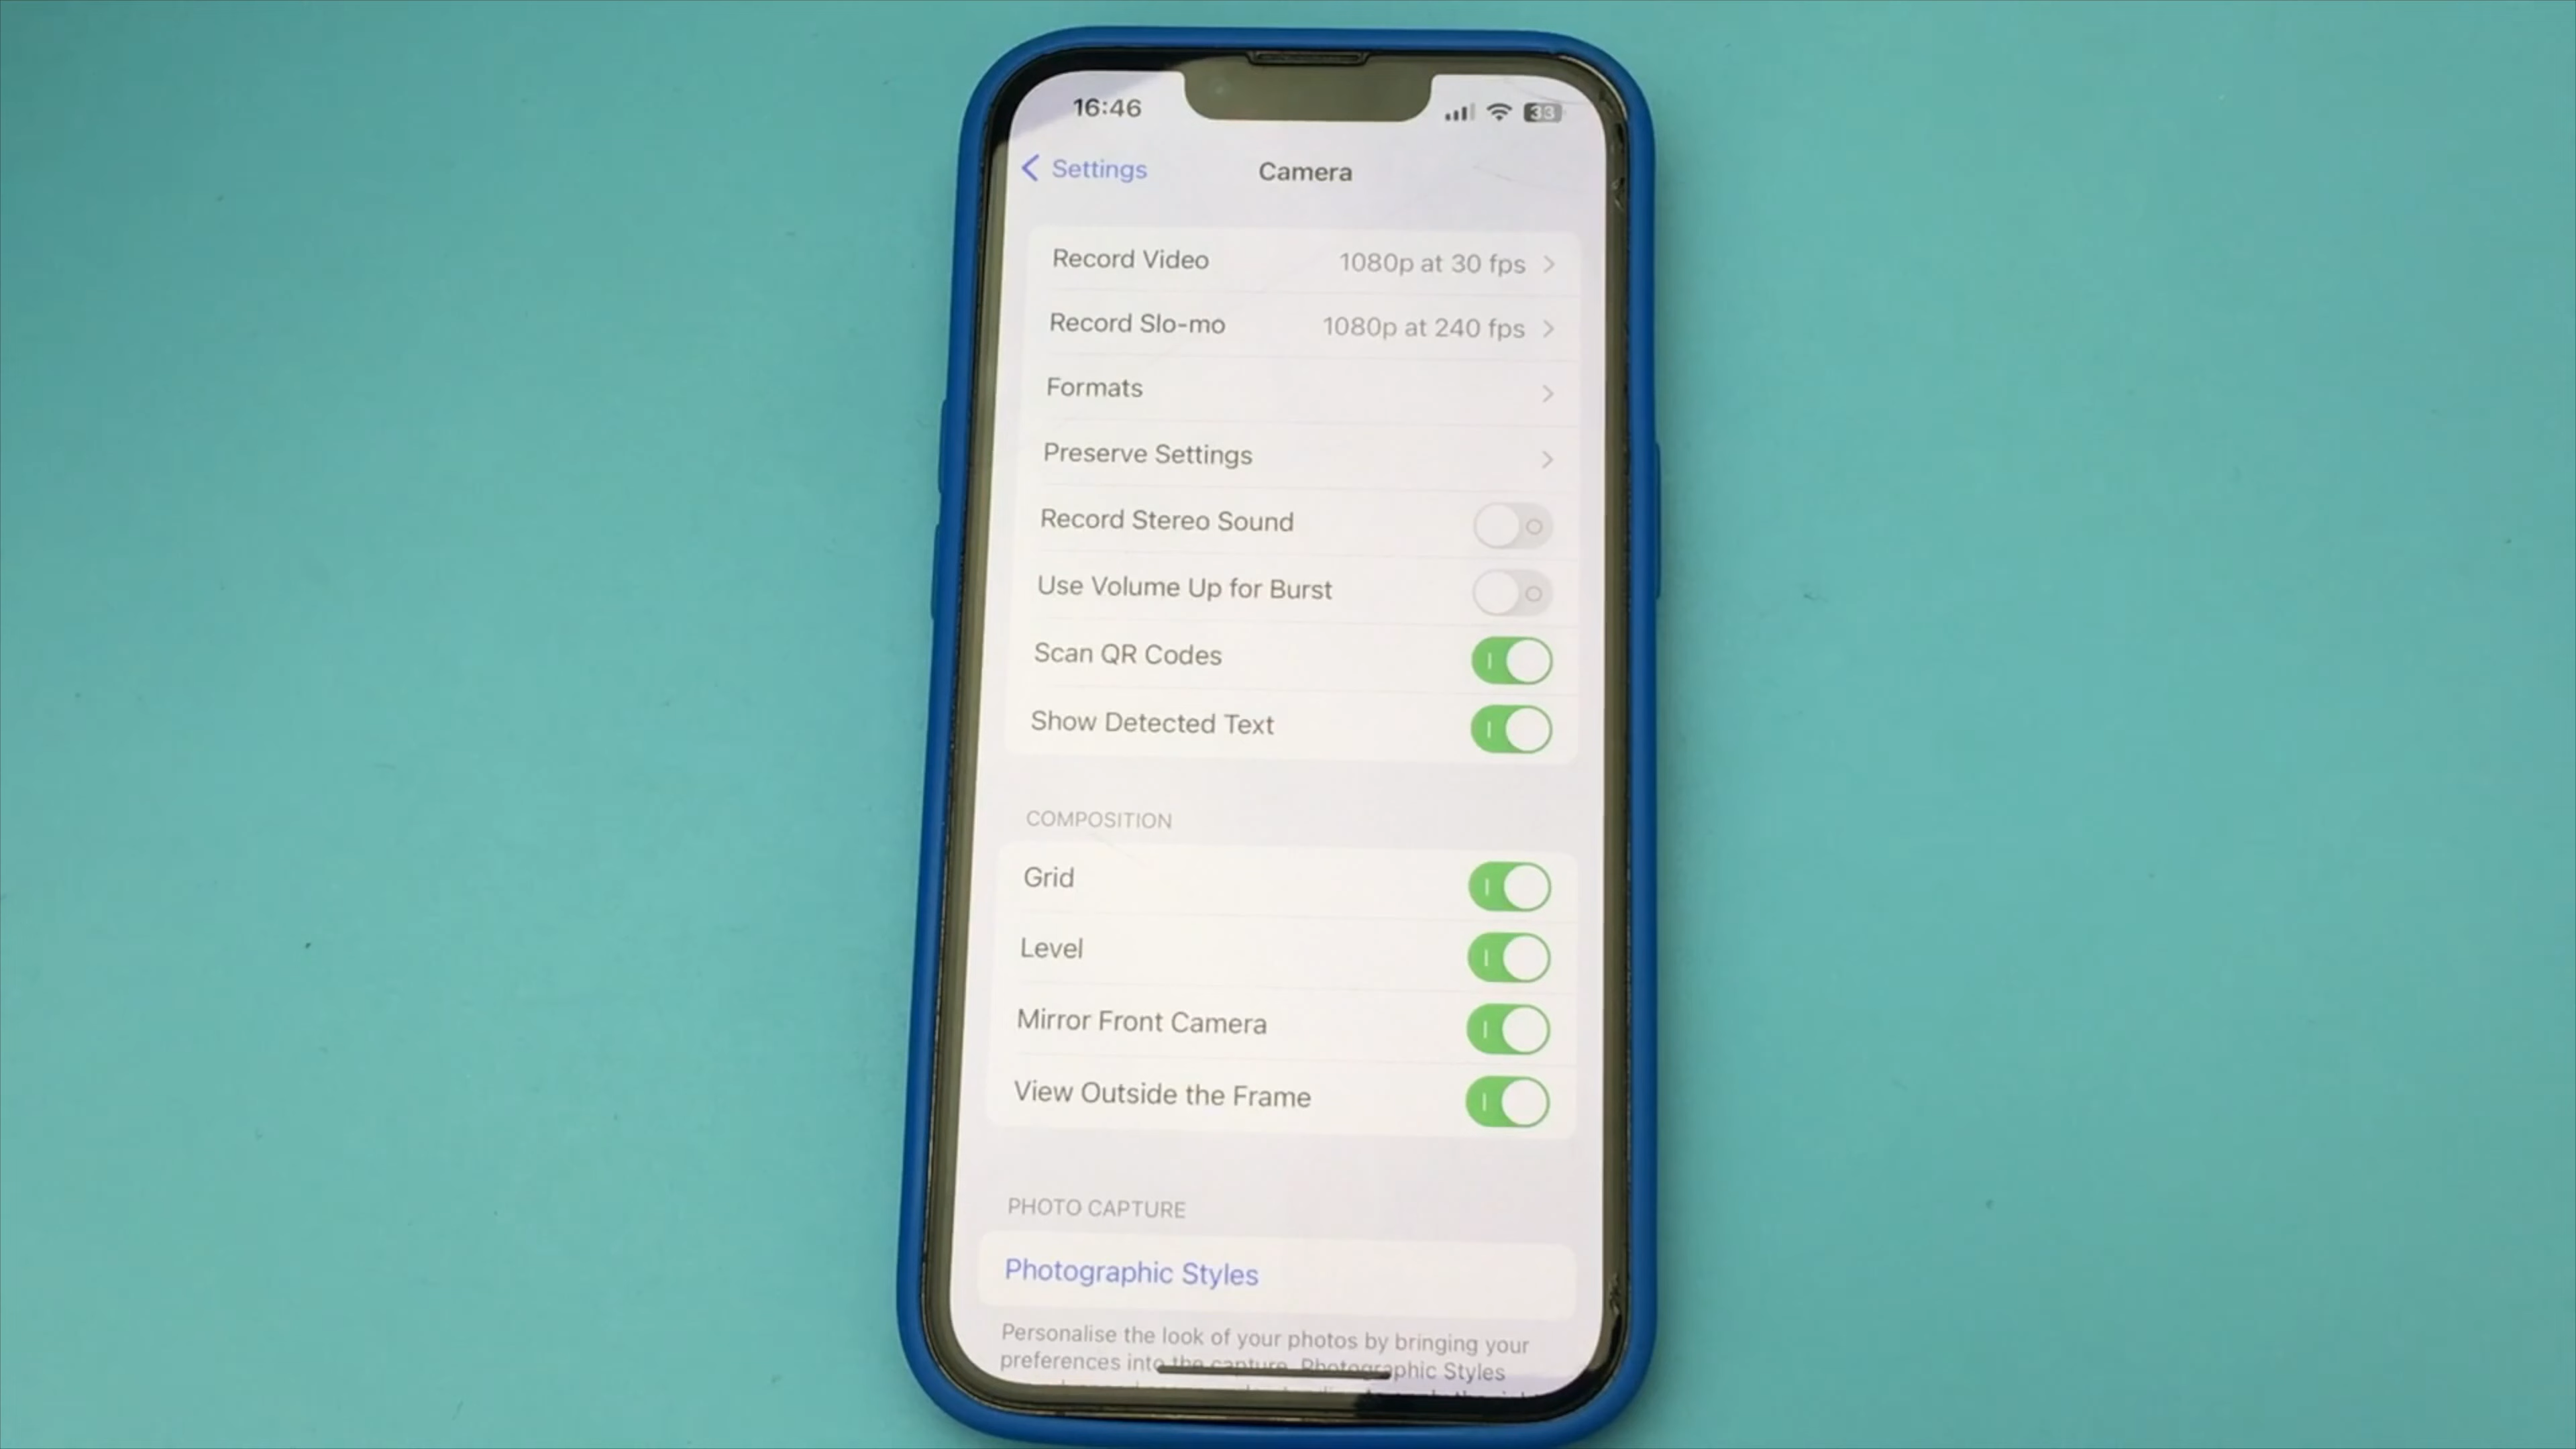 16:46
33
Settings
Camera
Record Video 1080p at 30 fps
Record Slo-mo 1080p at 240 fps
Formats
Preserve Settings
Record Stereo Sound
Use Volume Up for Burst
Scan QR Codes
Show Detected Text
COMPOSITION
Grid
Level
Mirror Front Camera
View Outside the Frame
PHOTO CAPTURE
Photographic Styles
Personalise the look of your photos by bringing your
preferences into the capture. Photographic Styles